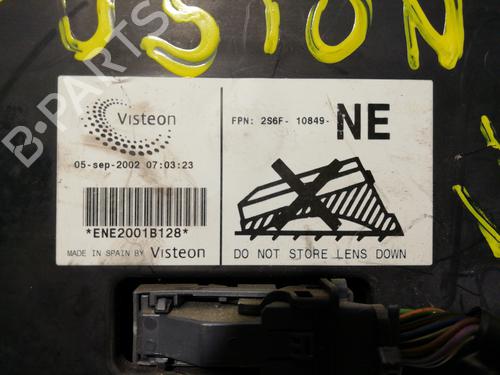 USION
Visteon
FPN: 2S6F- 10849- NE
05-sep-2002 07:03:23
*ENE2001B128*
MADE IN SPAIN BY Visteon
DO NOT STORE LENS DOWN
B-PARTS